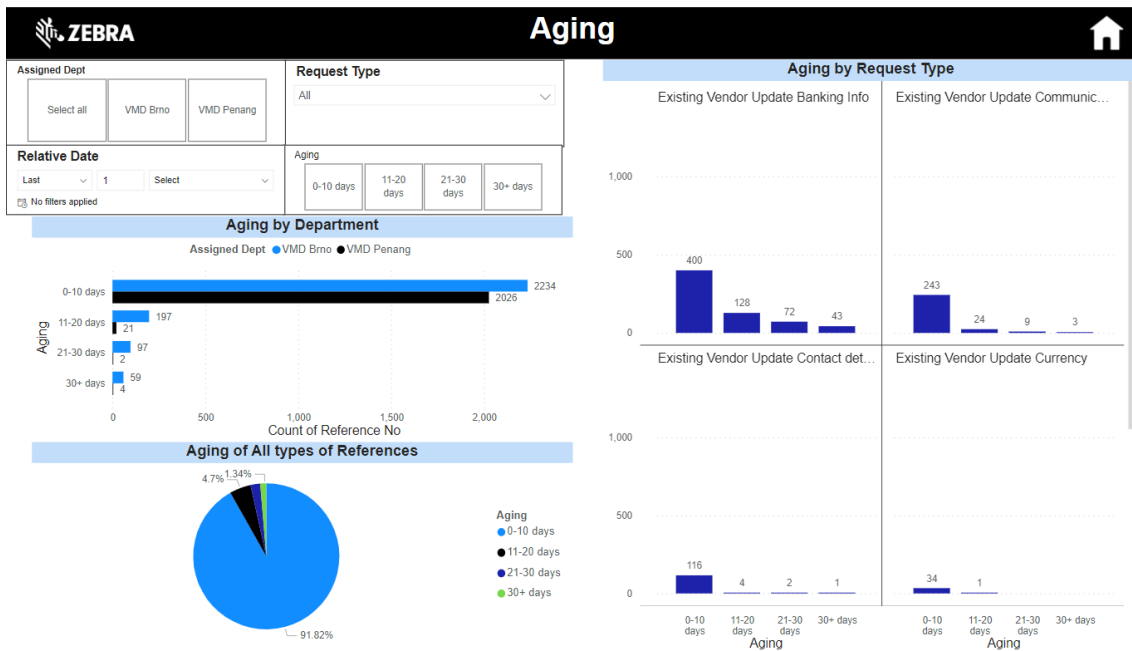 ZEBRA
Aging
Assigned Dept
Select all
VMD Brno
VMD Penang
Request Type
All
Relative Date
Last
1
Select
No filters applied
Aging
0-10 days
11-20
days
21-30
days
30+ days
Aging by Department
Assigned Dept VMD Brno VMD Penang
0-10 days
2234
2026
11-20 days
197
21
21-30 days
97
2
30+ days
59
4
Aging
0 500 1,000 1,500 2,000
Count of Reference No
Aging of All types of References
4.7%
1.34%
91.82%
Aging
0-10 days
11-20 days
21-30 days
30+ days
Aging by Request Type
Existing Vendor Update Banking Info
1,000
500
0
400
128
72
43
Existing Vendor Update Communic...
243
24
9
3
Existing Vendor Update Contact det...
1,000
500
0
116
4
2
1
0-10
days
11-20
days
21-30
days
30+ days
Aging
Existing Vendor Update Currency
34
1
0-10
days
11-20
days
21-30
days
30+ days
Aging